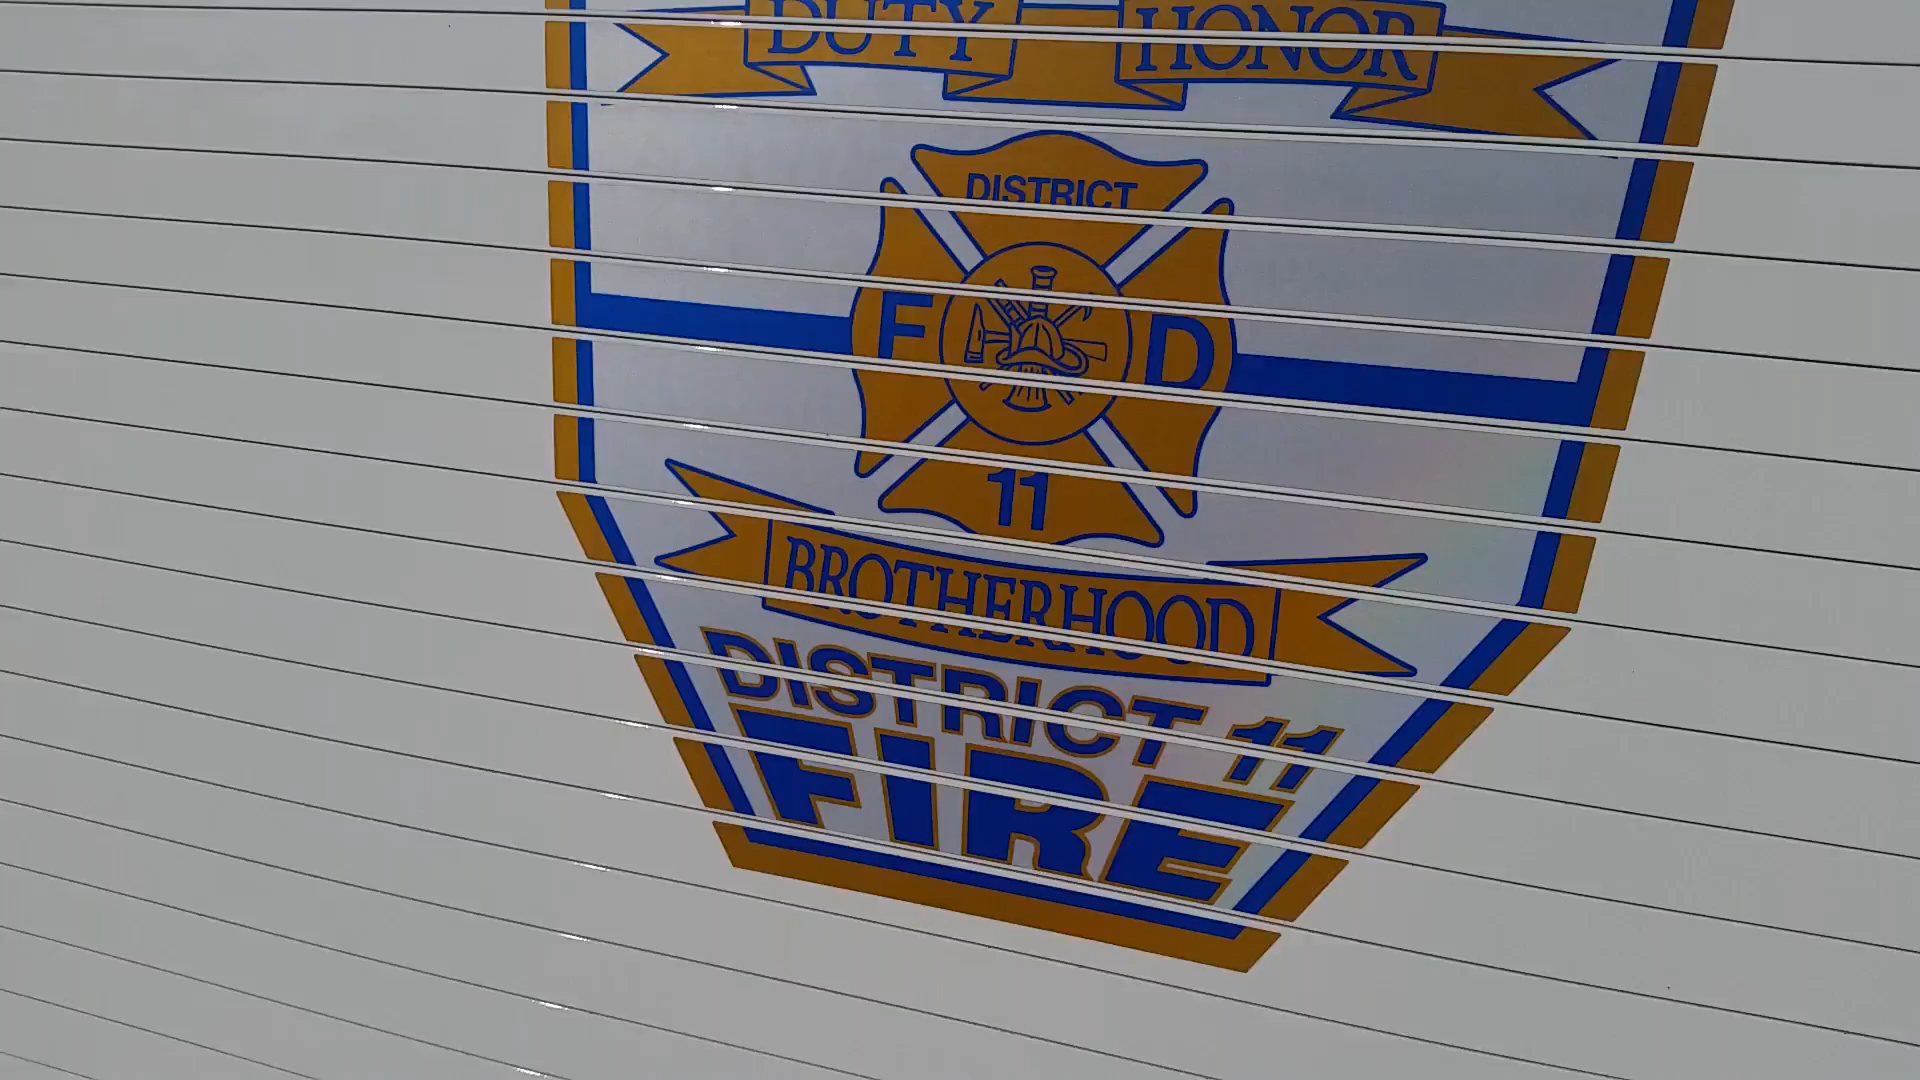 DUTY HONOR
DISTRICT
F D
11
BROTHERHOOD
DISTRICT 11
FIRE